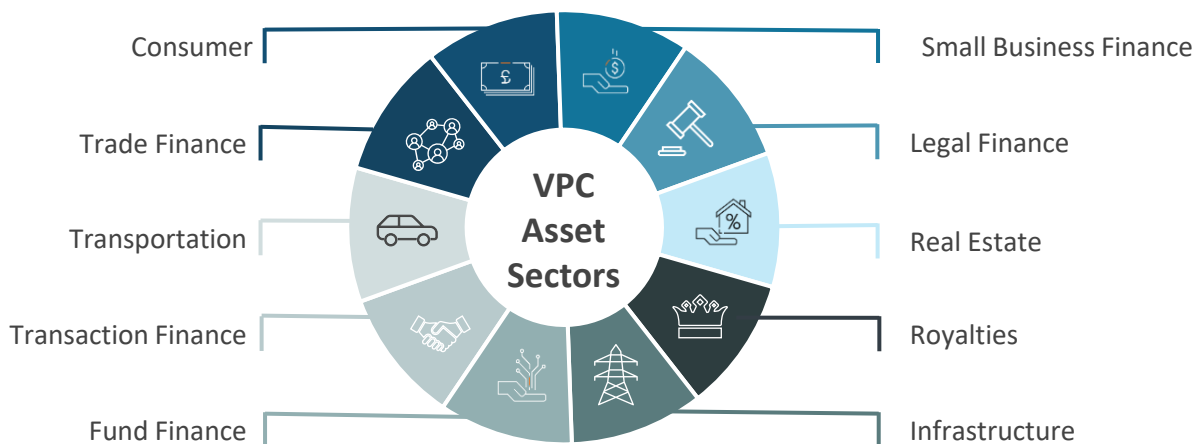 Consumer
Trade Finance
Transportation
Transaction Finance
Fund Finance
£
$
%
VPC
Asset
Sectors
Small Business Finance
Legal Finance
Real Estate
Royalties
Infrastructure